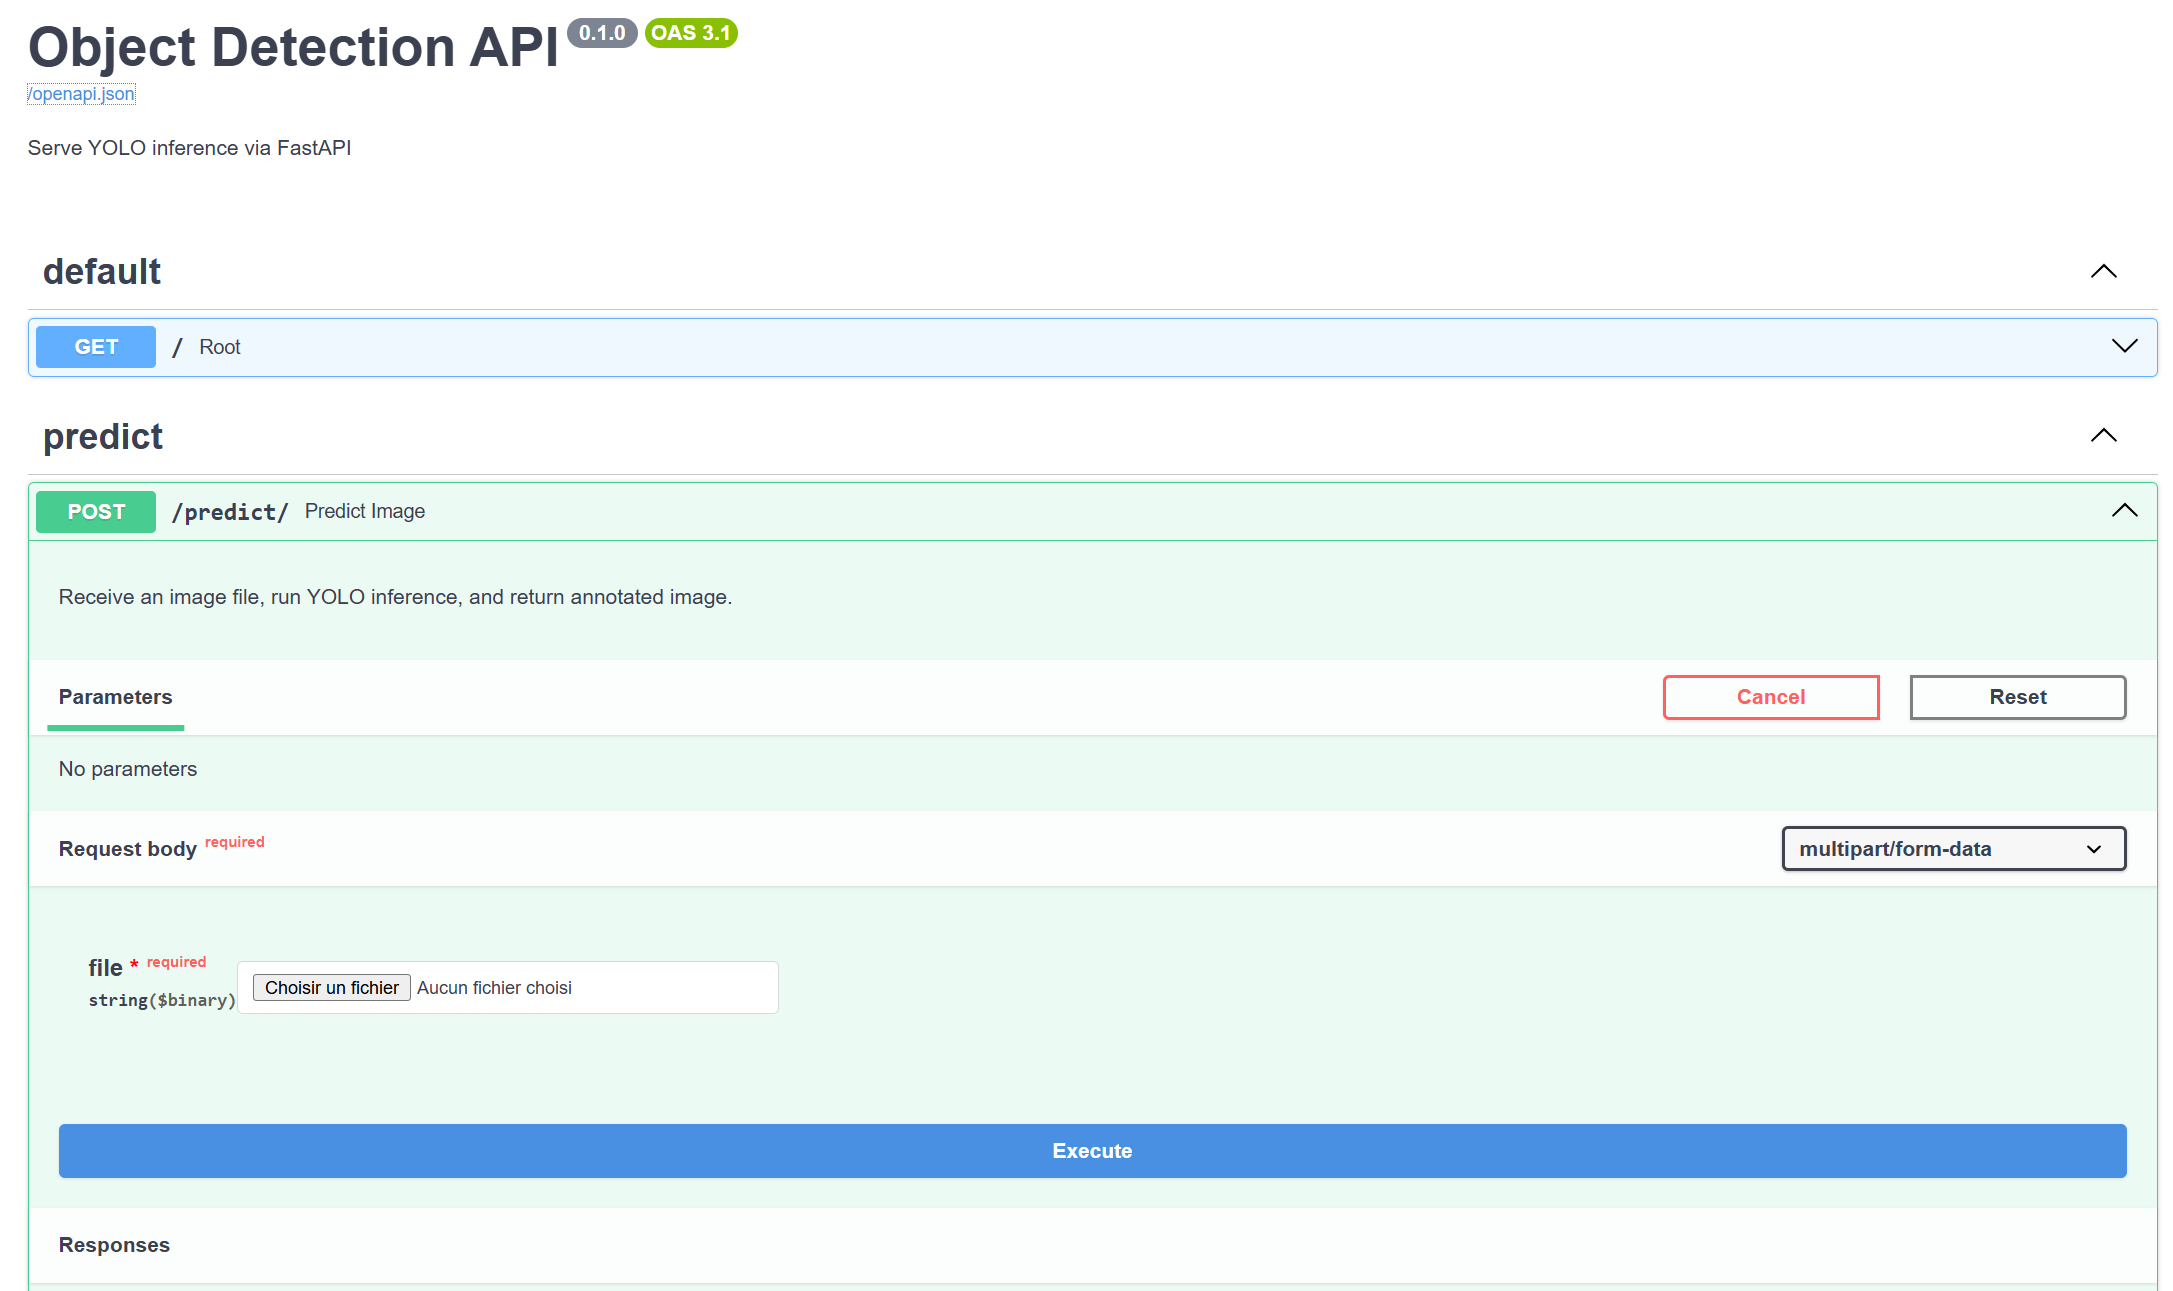 Object Detection API 0.1.0 OAS 3.1
/openapi.json
Serve YOLO inference via FastAPI
default
GET / Root
predict
POST /predict/ Predict Image
Receive an image file, run YOLO inference, and return annotated image.
Parameters Cancel Reset
No parameters
Request body required multipart/form-data
file * required
string($binary) Choisir un fichier Aucun fichier choisi
Execute
Responses